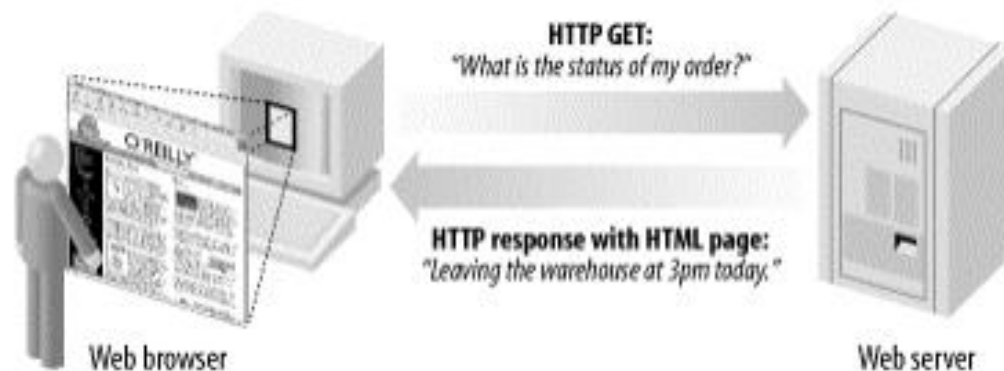 HTTP GET:
"What is the status of my order?"
O'REILLY
HTTP response with HTML page:
"Leaving the warehouse at 3pm today."
Web browser
Web server